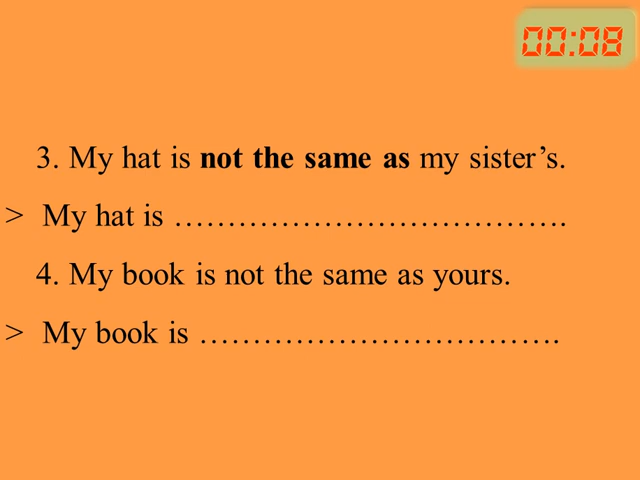 00:08
3. My hat is not the same as my sister’s.
> My hat is ……………………………….
4. My book is not the same as yours.
> My book is …………………………….